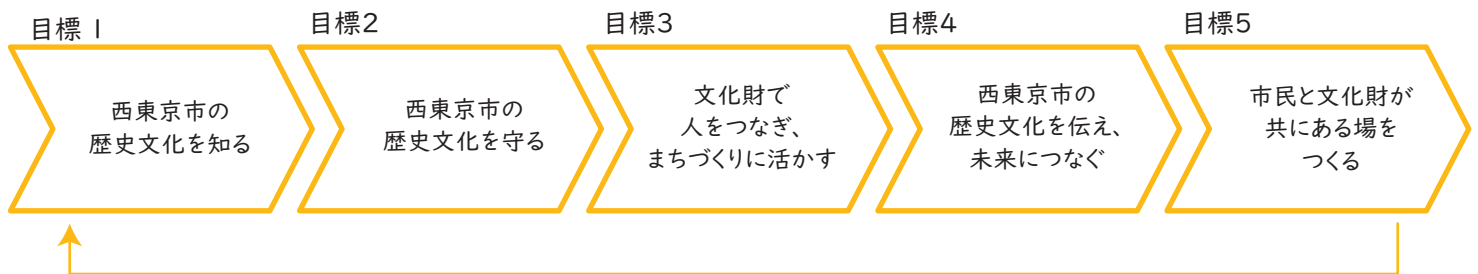 目標1
西東京市の
歴史文化を知る
目標2
西東京市の
歴史文化を守る
目標3
文化財で
人をつなぎ、
まちづくりに活かす
目標4
西東京市の
歴史文化を伝え、
未来につなぐ
目標5
市民と文化財が
共にある場を
つくる